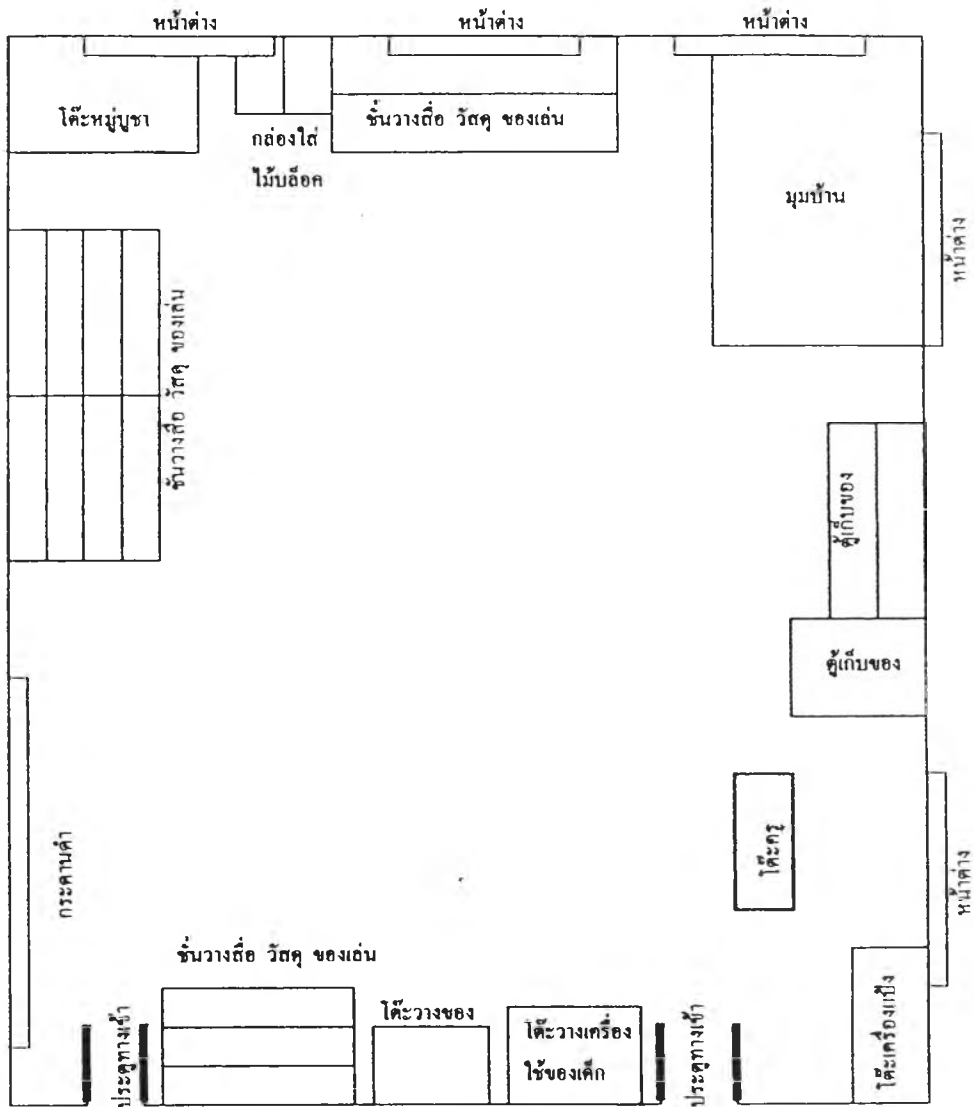 หน้าต่าง
หน้าต่าง
หน้าต่าง
โต๊ะหมู่บูชา
กล่องใส่
ไม้บล็อค
ชั้นวางสื่อ วัสดุ ของเล่น
มุมบ้าน
หน้าต่าง
ชั้นวางสื่อ วัสดุ ของเล่น
ตู้เก็บของ
ตู้เก็บของ
โต๊ะครู
หน้าต่าง
กระดานดำ
ชั้นวางสื่อ วัสดุ ของเล่น
โต๊ะวางของ
โต๊ะวางเครื่อง
ใช้ของเด็ก
ประตูทางเข้า
ประตูทางเข้า
โต๊ะเครื่องแป้ง